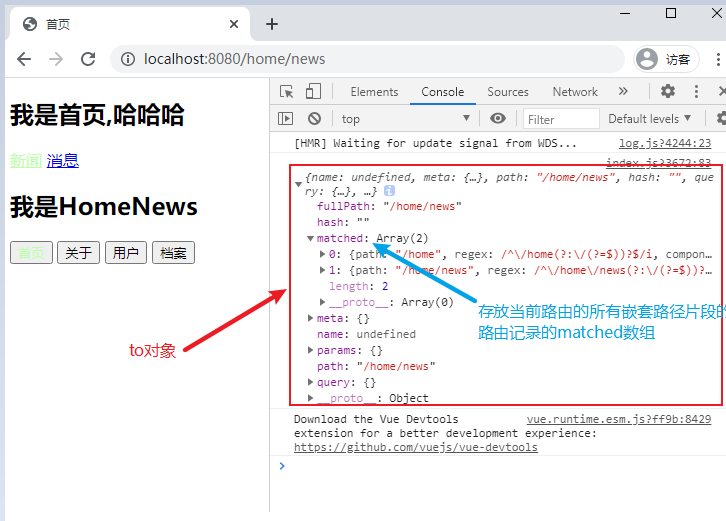 首页
localhost:8080/home/news
访客
Elements Console Sources Network »
top Filter Default levels
[HMR] Waiting for update signal from WDS... log.js?4244:23
index.js?3672:83
{name: undefined, meta: {…}, path: "/home/news", hash: "", que
ry: {…}, …}
fullPath: "/home/news"
hash: ""
matched: Array(2)
0: {path: "/home", regex: /^\/home(?:\/(?=$))?$/i, compon…
1: {path: "/home/news", regex: /^\/home\/news(?:\/(?=$))?…
length: 2
__proto__: Array(0)
meta: {}
name: undefined
params: {}
path: "/home/news"
query: {}
__proto__: Object
Download the Vue Devtools vue.runtime.esm.js?ff9b:8429
extension for a better development experience:
https://github.com/vuejs/vue-devtools
我是首页,哈哈哈
新闻 消息
我是HomeNews
首页 关于 用户 档案
to对象
存放当前路由的所有嵌套路径片段的
路由记录的matched数组